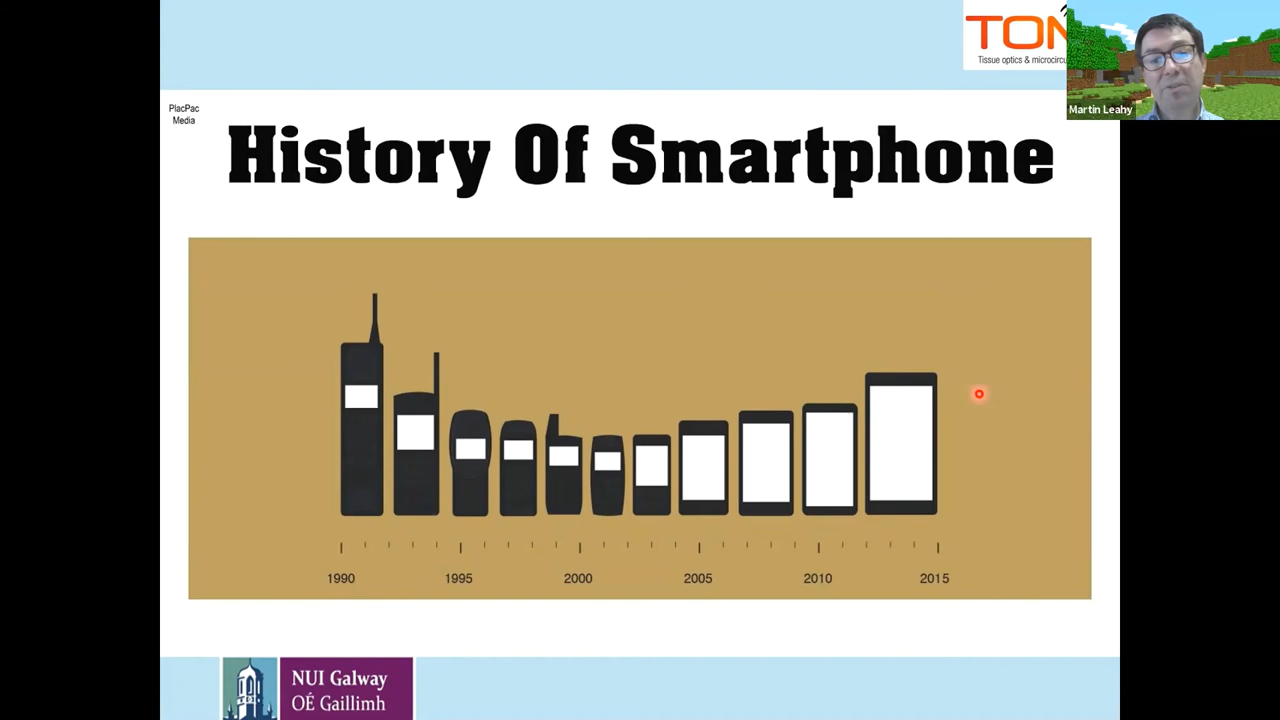 TON
Tissue optics & microcircu
Martin Leahy
PlacPac
Media
History Of Smartphone
1990 1995 2000 2005 2010 2015
NUI Galway
OÉ Gaillimh